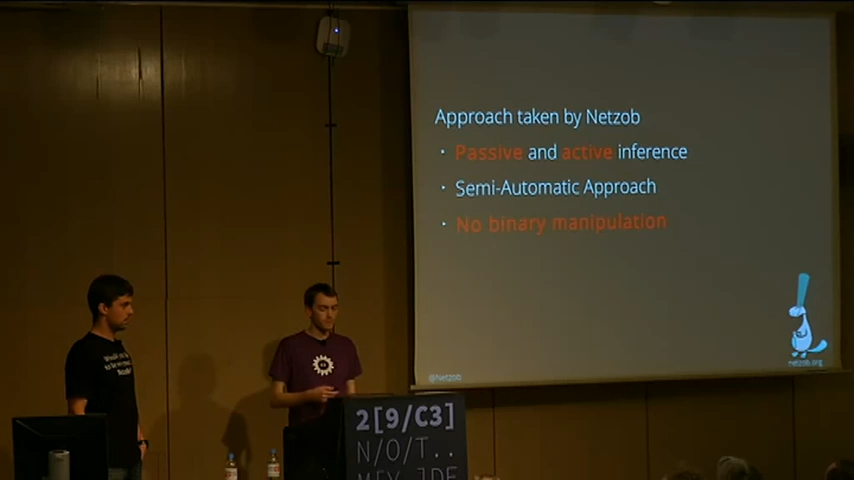 Approach taken by Netzob
· Passive and active inference
· Semi-Automatic Approach
· No binary manipulation
@Netzob
netzob.org
2[9/C3]
N/O/T..